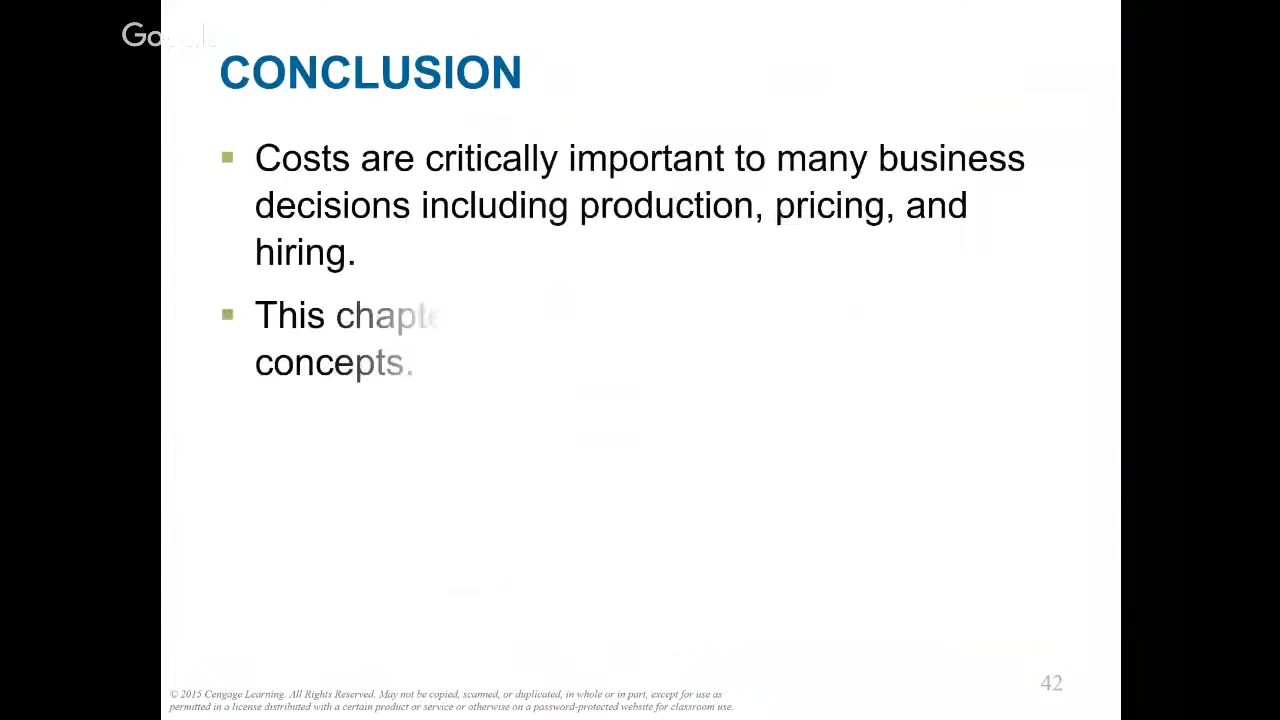 Google
CONCLUSION
Costs are critically important to many business
decisions including production, pricing, and
hiring.
This
concepts.
© 2015 Cengage Learning. All Rights Reserved. May not be copied, scanned, or duplicated, in whole or in part, except for use as
permitted in a license distributed with a certain product or service or otherwise on a password-protected website for classroom use.
42